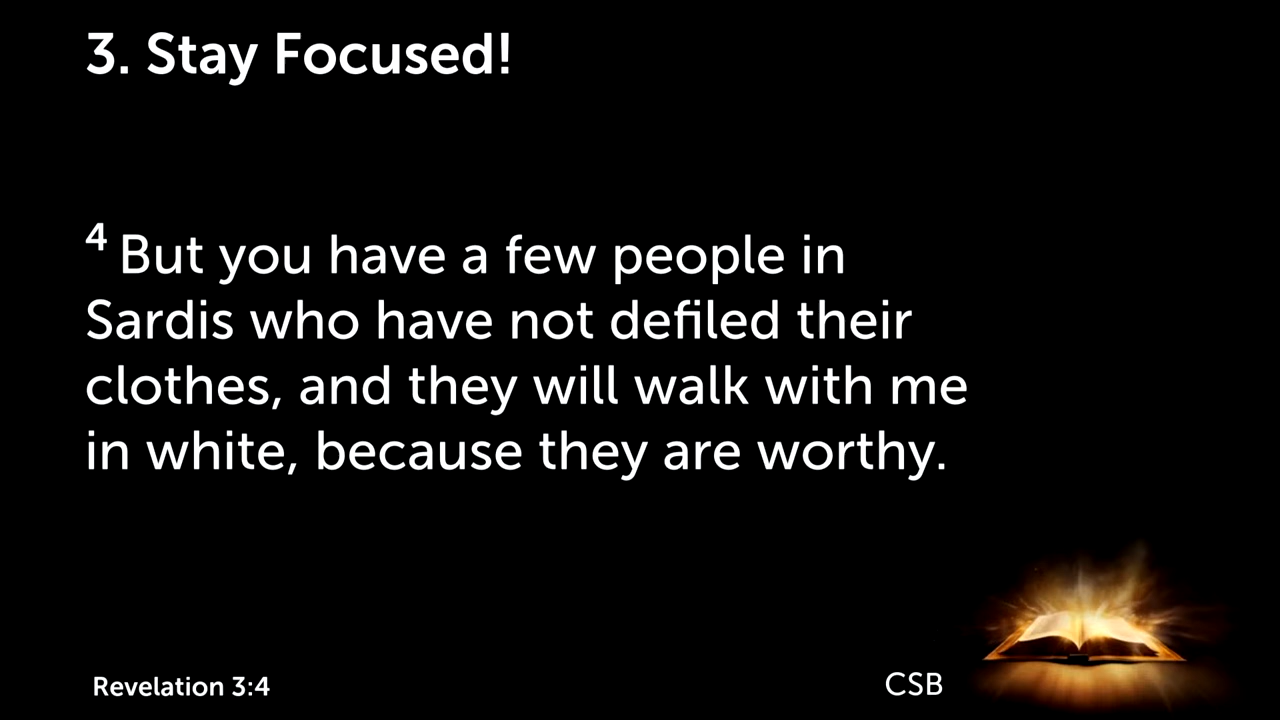 3. Stay Focused!
⁴ But you have a few people in
Sardis who have not defiled their
clothes, and they will walk with me
in white, because they are worthy.
Revelation 3:4
CSB